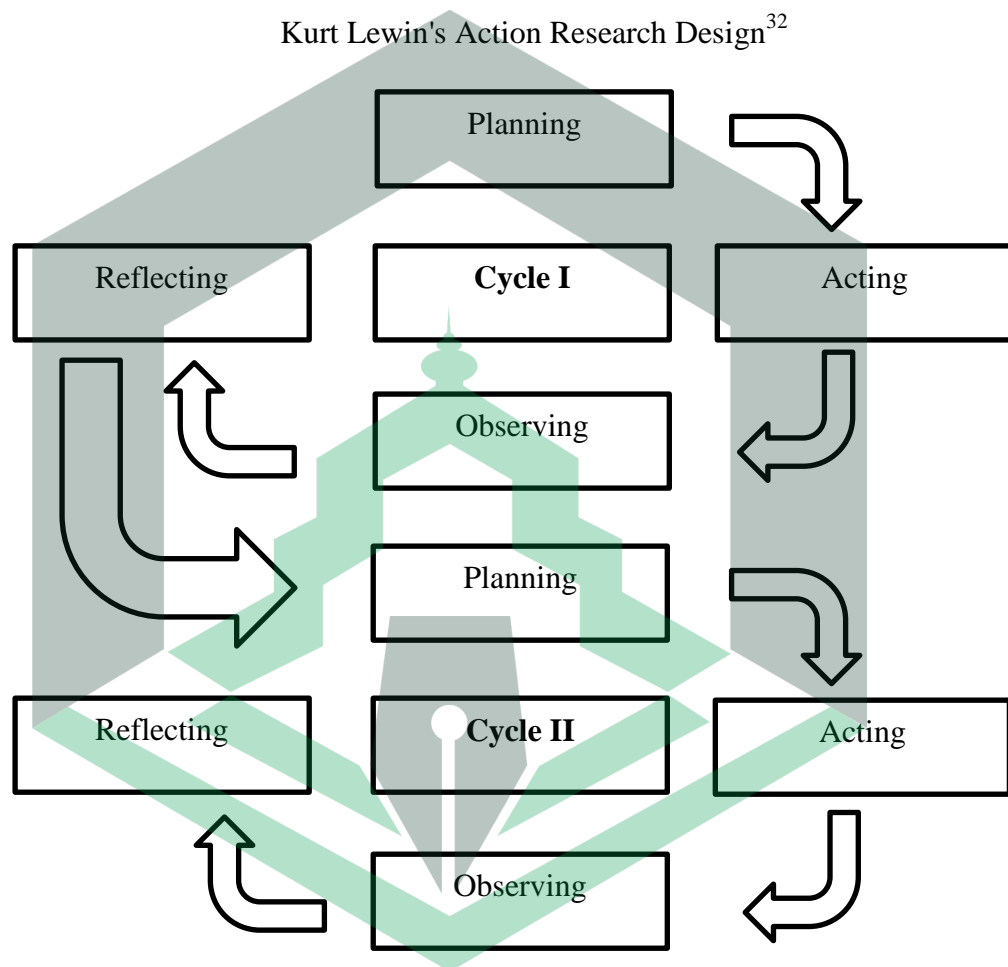 Kurt Lewin's Action Research Design32
Planning
Reflecting
Cycle I
Acting
Observing
Planning
Reflecting
Cycle II
Acting
Observing